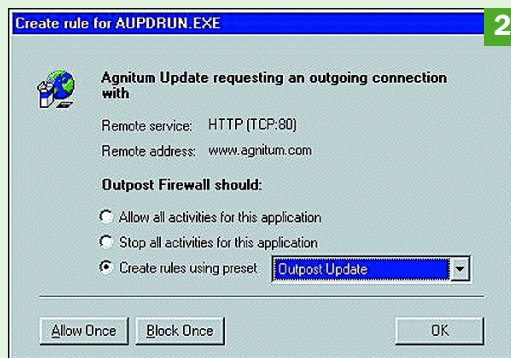 Create rule for AUPDRUN.EXE
2
Agnitum Update requesting an outgoing connection
with
Remote service: HTTP (TCP:80)
Remote address: www.agnitum.com
Outpost Firewall should:
Allow all activities for this application
Stop all activities for this application
Create rules using preset Outpost Update
Allow Once Block Once OK